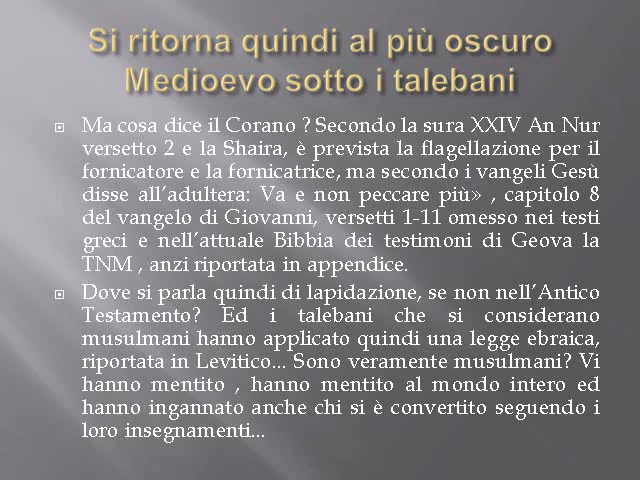 Si ritorna quindi al più oscuro
Medioevo sotto i talebani
Ma cosa dice il Corano ? Secondo la sura XXIV An Nur
versetto 2 e la Shaira, è prevista la flagellazione per il
fornicatore e la fornicatrice, ma secondo i vangeli Gesù
disse all’adultera: Va e non peccare più» , capitolo 8
del vangelo di Giovanni, versetti 1-11 omesso nei testi
greci e nell’attuale Bibbia dei testimoni di Geova la
TNM , anzi riportata in appendice.
Dove si parla quindi di lapidazione, se non nell’Antico
Testamento? Ed i talebani che si considerano
musulmani hanno applicato quindi una legge ebraica,
riportata in Levitico... Sono veramente musulmani? Vi
hanno mentito , hanno mentito al mondo intero ed
hanno ingannato anche chi si è convertito seguendo i
loro insegnamenti...